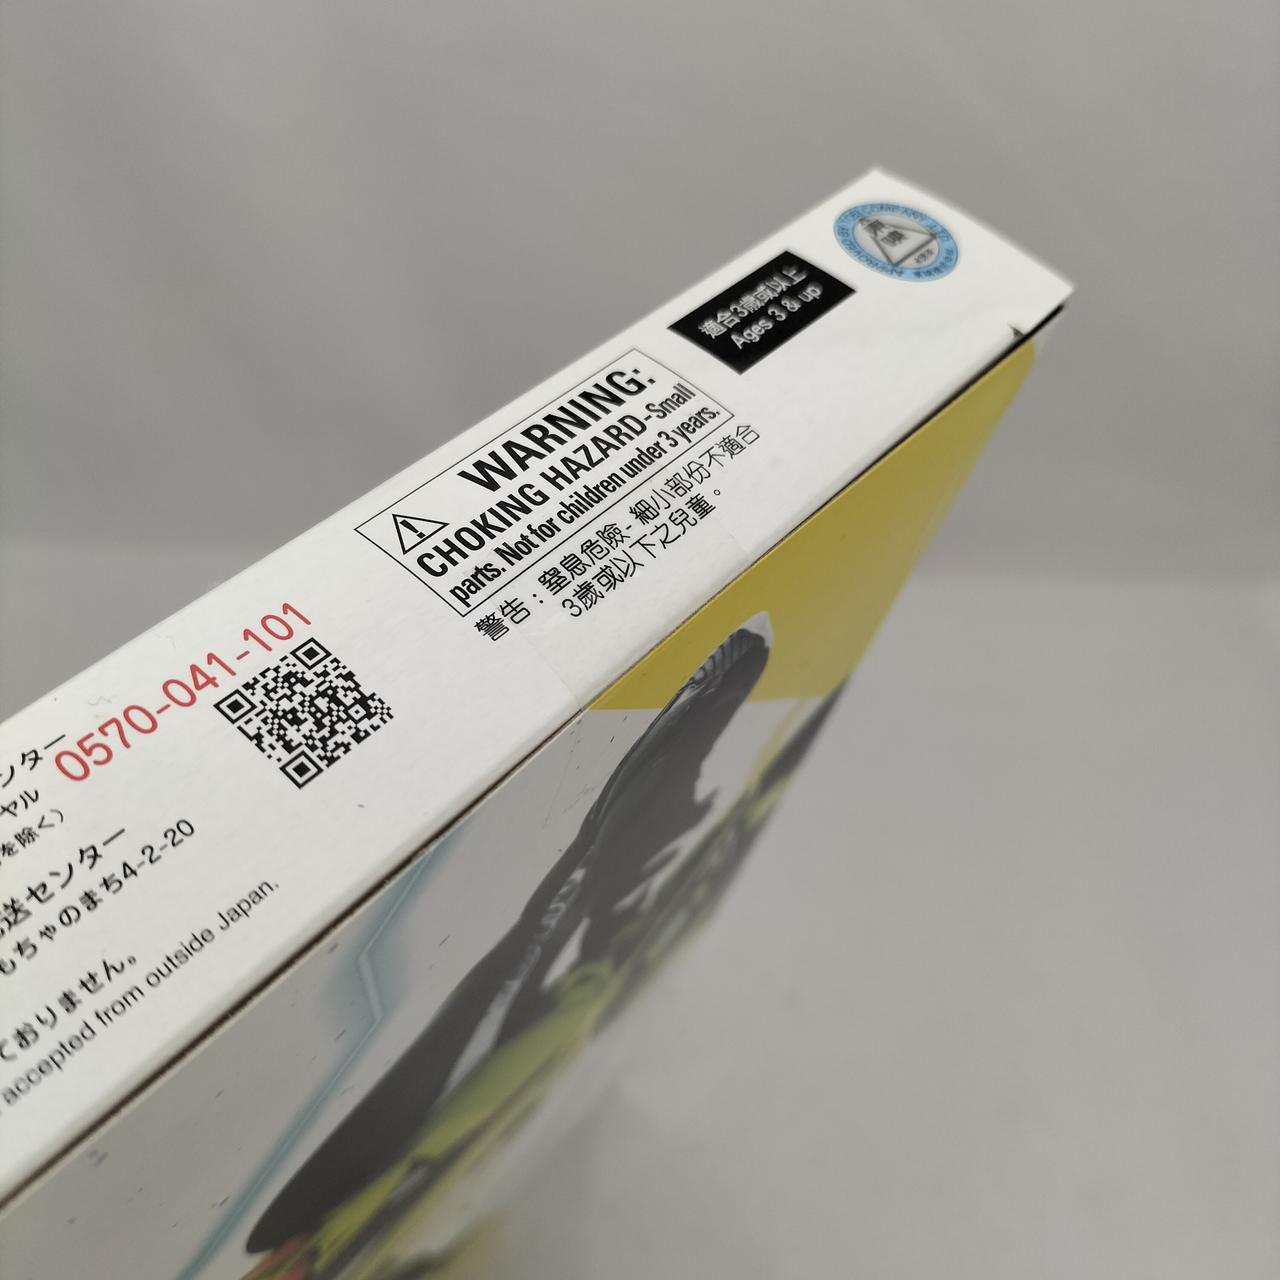 適合3歲或以上
Ages 3 & up
WARNING:
CHOKING HAZARD-Small
parts. Not for children under 3 years.
警告：窒息危險-細小部份不適合
3歲或以下之兒童。
ンター 0570-041-101
ヤル
を除く）
送センター
もちゃのまち4-2-20
ておりません。
accepted from outside Japan.
東映